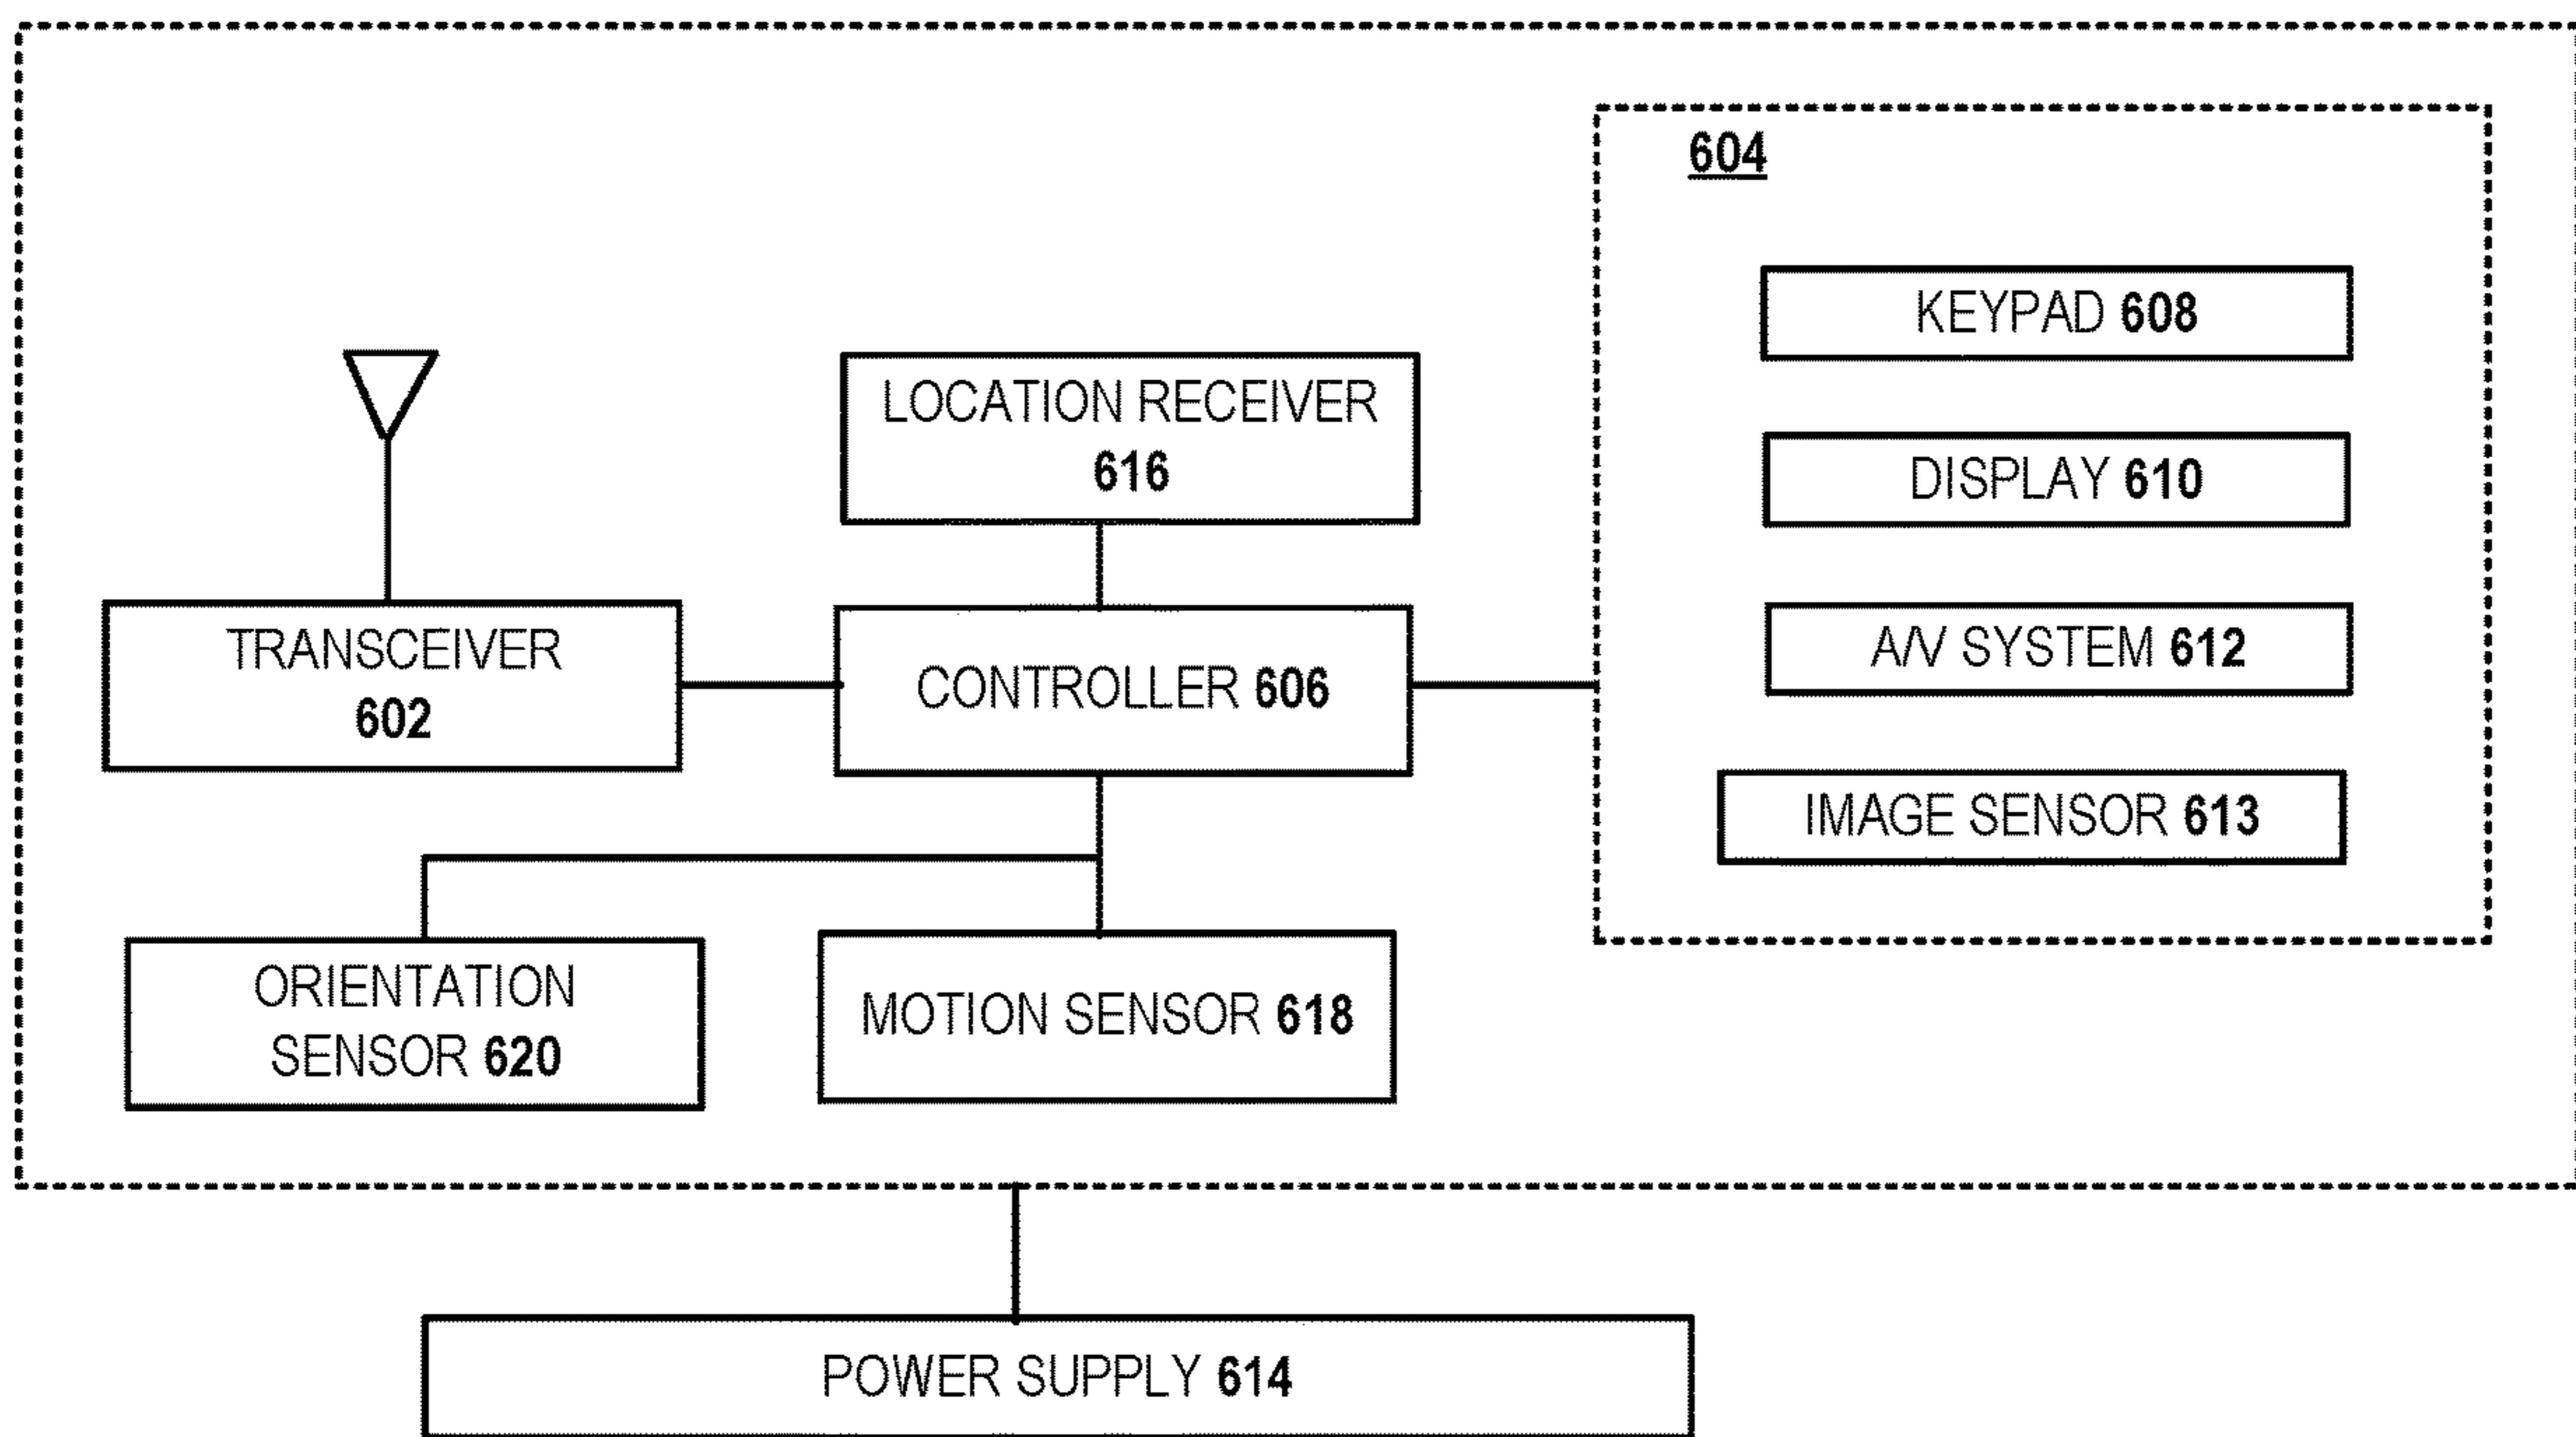 604
KEYPAD 608
LOCATION RECEIVER
616
DISPLAY 610
TRANSCEIVER
602
CONTROLLER 606
A/V SYSTEM 612
IMAGE SENSOR 613
ORIENTATION
SENSOR 620
MOTION SENSOR 618
POWER SUPPLY 614